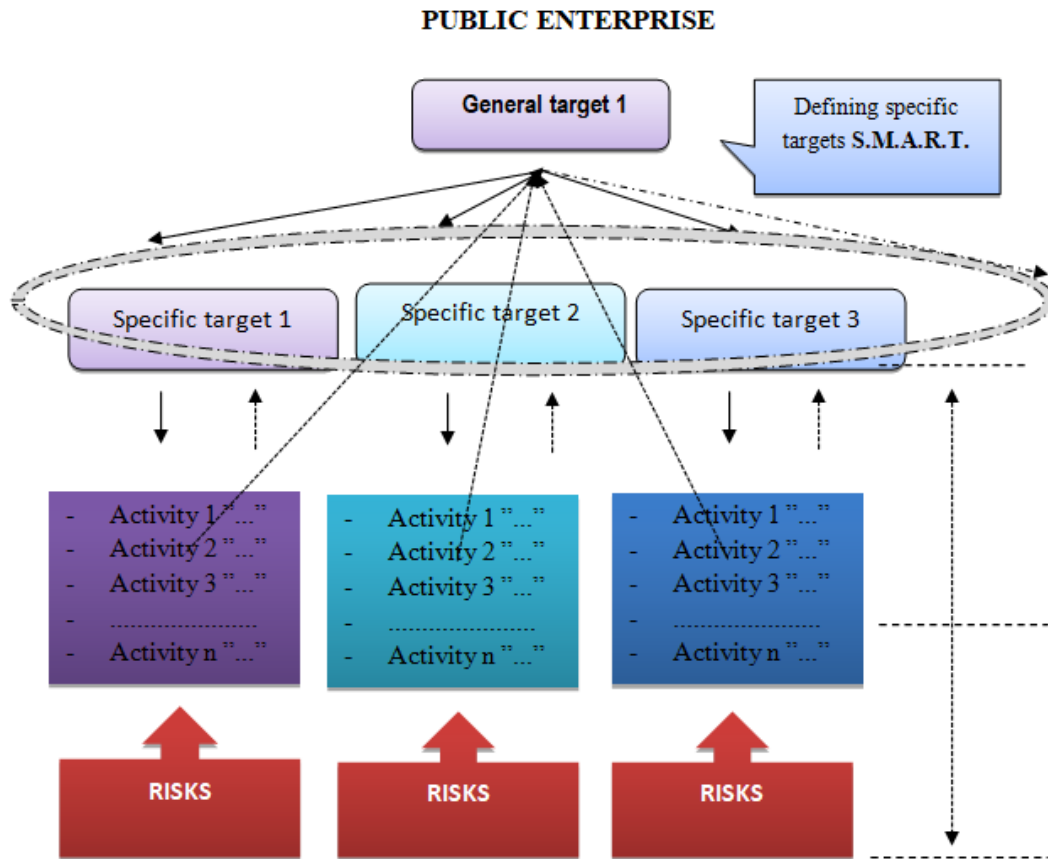 PUBLIC ENTERPRISE
General target 1
Defining specific
targets S.M.A.R.T.
Specific target 1
Specific target 2
Specific target 3
- Activity 1 ”...”
- Activity 2 ”...”
- Activity 3 ”...”
- ......................
- Activity n ”...”
- Activity 1 ”...”
- Activity 2 ”...”
- Activity 3 ”...”
- ......................
- Activity n ”...”
- Activity 1 ”...”
- Activity 2 ”...”
- Activity 3 ”...”
- ......................
- Activity n ”...”
RISKS
RISKS
RISKS